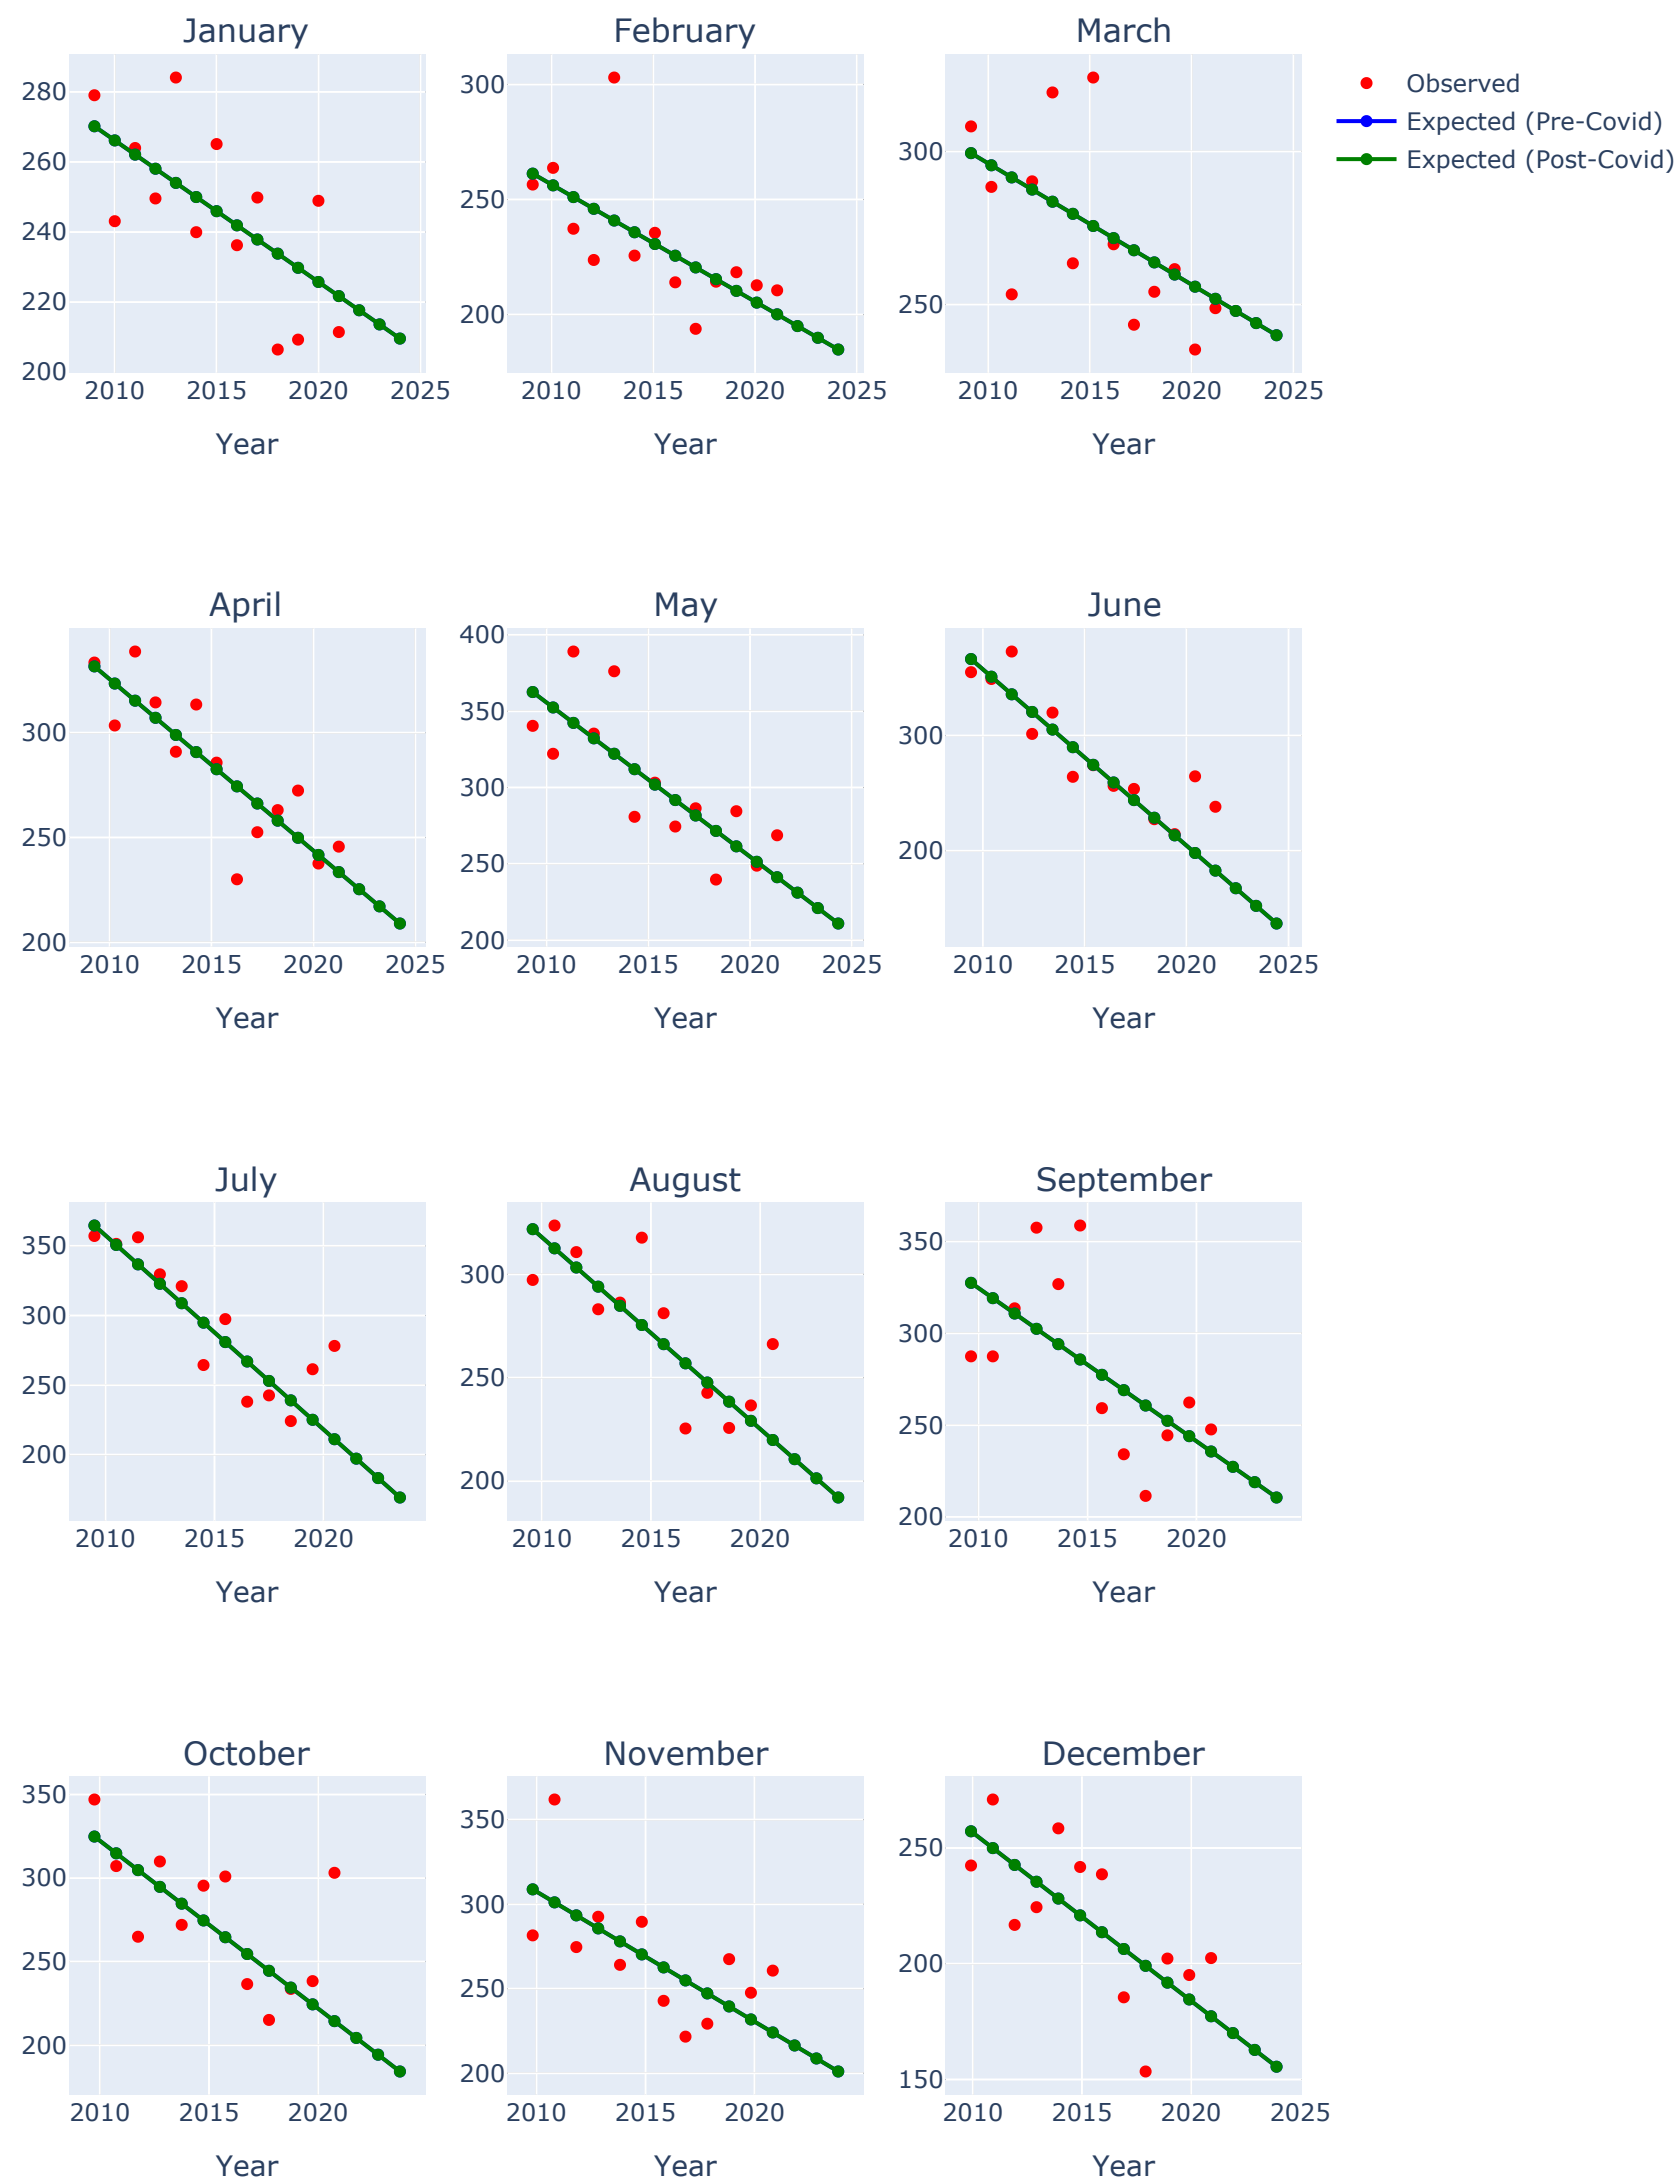 January
280
260
240
220
200
2010 2015 2020 2025
Year
February
300
250
200
2010 2015 2020 2025
Year
March
300
250
2010 2015 2020 2025
Year
Observed
Expected (Pre-Covid)
Expected (Post-Covid)
April
300
250
200
2010 2015 2020 2025
Year
May
400
350
300
250
200
2010 2015 2020 2025
Year
June
300
200
2010 2015 2020 2025
Year
July
350
300
250
200
2010 2015 2020
Year
August
300
250
200
2010 2015 2020
Year
September
350
300
250
200
2010 2015 2020
Year
October
350
300
250
200
2010 2015 2020
Year
November
300
350
250
200
2010 2015 2020
Year
December
250
200
150
2010 2015 2020 2025
Year